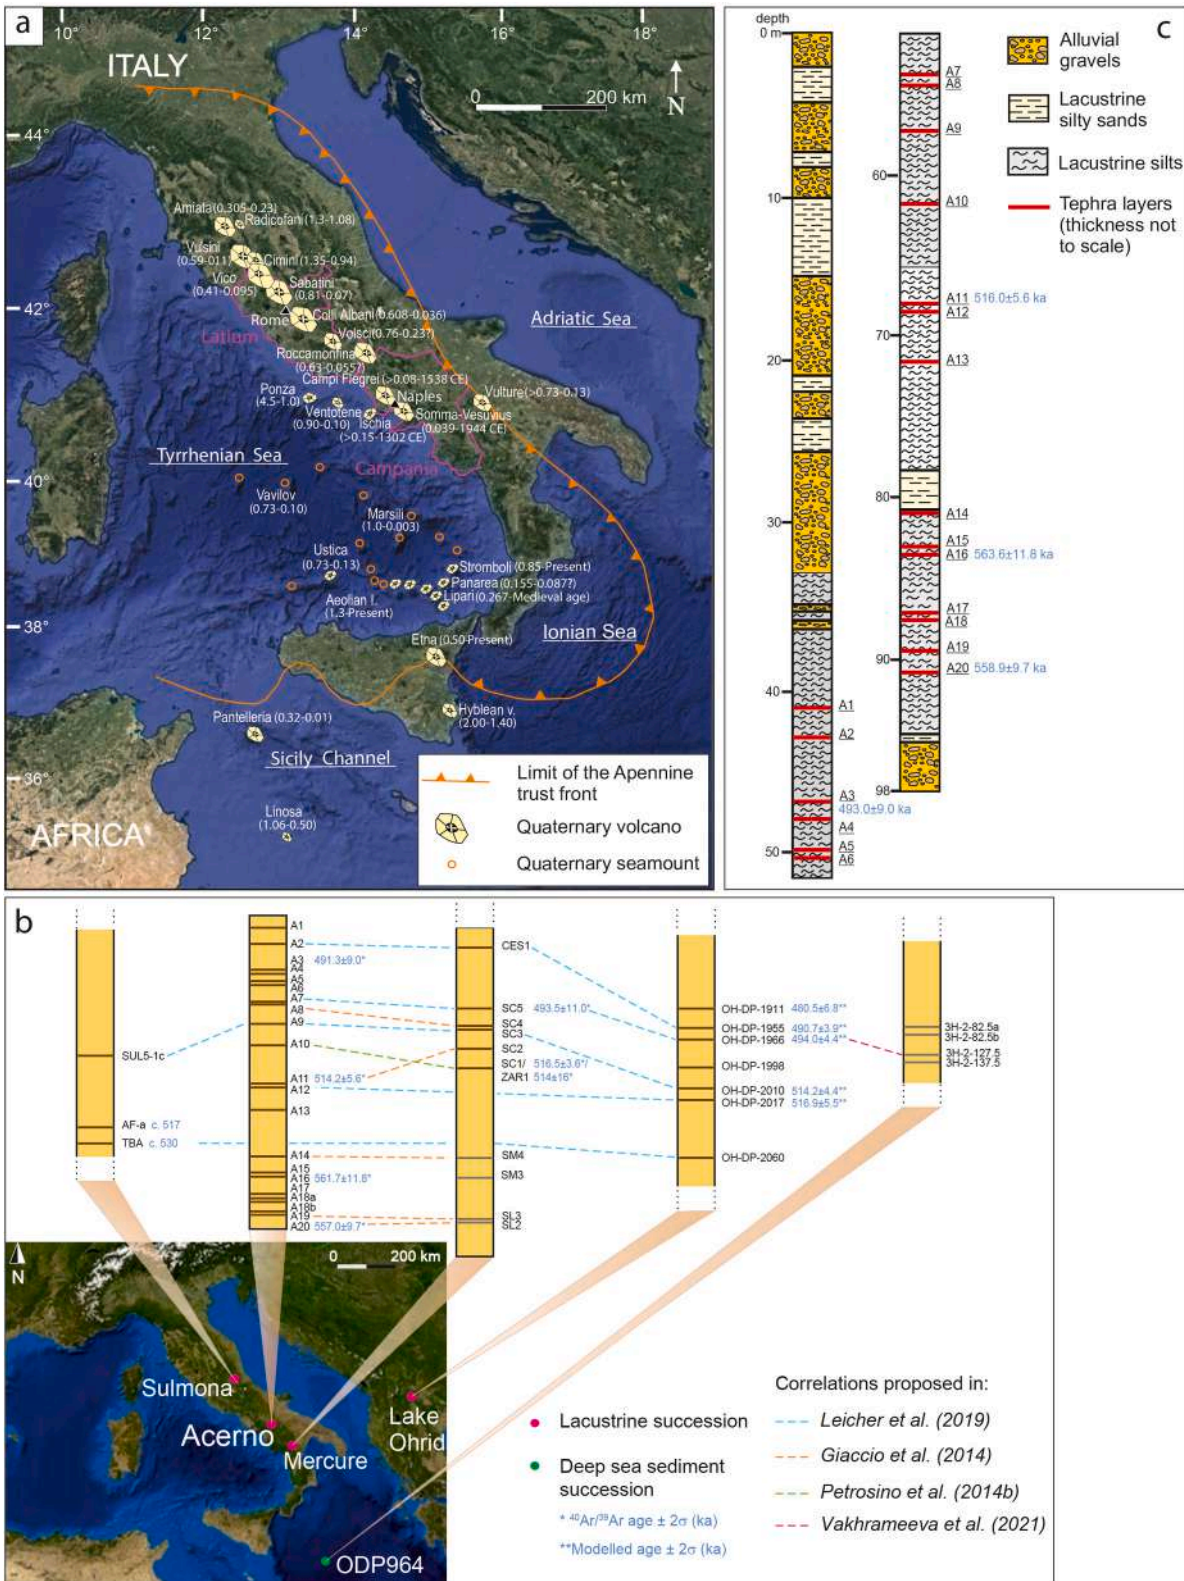 a
10°
12°
14°
16°
18°
ITALY
N
0
200 km
44°
42°
40°
38°
36°
Amiata (0.305-0.23)
Radicofani (1.3-1.08)
Vulsini
(0.59-011)
Cimini (1.35-0.94)
Vico
(0.41-0.095)
Sabatini
(0.81-0.07)
Rome
Colli Albani (0.608-0.036)
Latium
Volsci (0.76-0.23?)
Roccamonfina
(0.63-0.055?)
Campi Flegrei (>0.08-1538 CE)
Naples
Vulture (>0.73-0.13)
Ponza
(4.5-1.0)
Ventotene
(0.90-0.10)
Ischia
(>0.15-1302 CE)
Somma-Vesuvius
(0.039-1944 CE)
Campania
Adriatic Sea
Tyrrhenian Sea
Vavilov
(0.73-0.10)
Marsili
(1.0-0.003)
Ustica
(0.73-0.13)
Stromboli (0.85-Present)
Panarea (0.155-0.087?)
Lipari (0.267-Medieval age)
Aeolian I.
(1.3-Present)
Ionian Sea
Etna (0.50-Present)
Hyblean v.
(2.00-1.40)
Pantelleria (0.32-0.01)
Sicily Channel
Linosa
(1.06-0.50)
AFRICA
Limit of the Apennine
trust front
Quaternary volcano
Quaternary seamount
c
depth
0 m
10
20
30
40
50
A1
A2
A3
493.0±9.0 ka
A4
A5
A6
60
70
80
90
98
A7
A8
A9
A10
A11 516.0±5.6 ka
A12
A13
A14
A15
A16 563.6±11.8 ka
A17
A18
A19
A20 558.9±9.7 ka
Alluvial
gravels
Lacustrine
silty sands
Lacustrine silts
Tephra layers
(thickness not
to scale)
b
SUL5-1c
AF-a c. 517
TBA c. 530
A1
A2
A3 491.3±9.0*
A4
A5
A6
A7
A8
A9
A10
A11 514.2±5.6*
A12
A13
A14
A15
A16 561.7±11.8*
A17
A18a
A18b
A19
A20 557.0±9.7*
CES1
SC5 493.5±11.0*
SC4
SC3
SC2
SC1/ 516.5±3.6*/
ZAR1 514±16*
SM4
SM3
SL3
SL2
OH-DP-1911 480.5±6.8**
OH-DP-1955 490.7±3.9**
OH-DP-1966 494.0±4.4**
OH-DP-1998
OH-DP-2010 514.2±4.4**
OH-DP-2017 516.9±5.5**
OH-DP-2060
3H-2-82.5a
3H-2-82.5b
3H-2-127.5
3H-2-137.5
N
0
200 km
Sulmona
Acerno
Mercure
Lake
Ohrid
ODP964
Lacustrine succession
Deep sea sediment
succession
* ⁴⁰Ar/³⁹Ar age ± 2σ (ka)
**Modelled age ± 2σ (ka)
Correlations proposed in:
Leicher et al. (2019)
Giaccio et al. (2014)
Petrosino et al. (2014b)
Vakhrameeva et al. (2021)